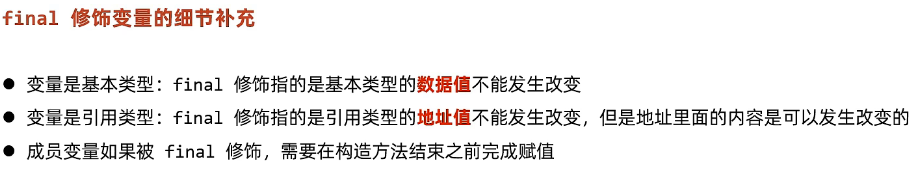 final 修饰变量的细节补充
● 变量是基本类型：final 修饰指的是基本类型的数据值不能发生改变
● 变量是引用类型：final 修饰指的是引用类型的地址值不能发生改变，但是地址里面的内容是可以发生改变的
● 成员变量如果被 final 修饰，需要在构造方法结束之前完成赋值